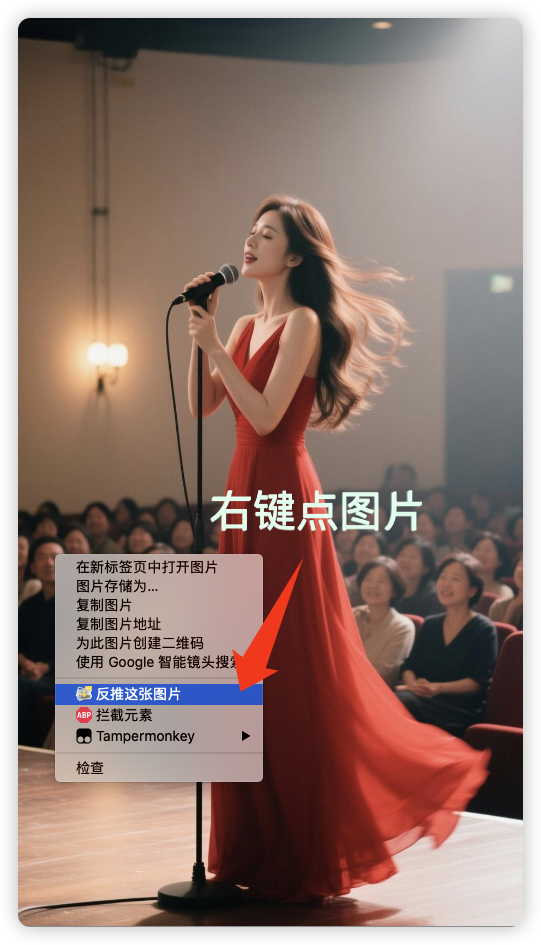 右键点图片
在新标签页中打开图片
图片存储为...
复制图片
复制图片地址
为此图片创建二维码
使用 Google 智能镜头搜索
反推这张图片
ABP 拦截元素
Tampermonkey
检查